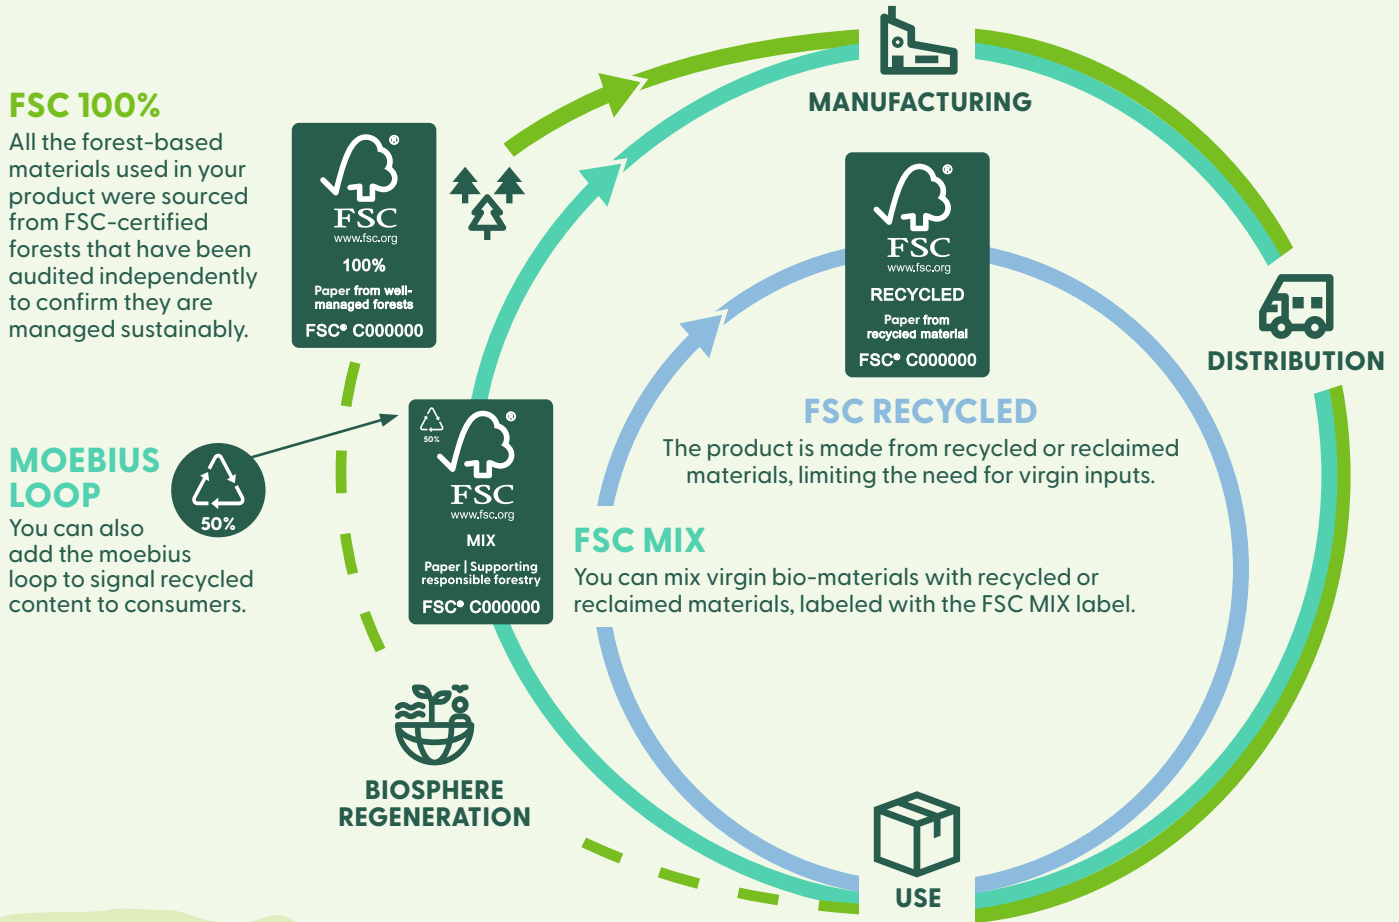 FSC 100%
All the forest-based
materials used in your
product were sourced
from FSC-certified
forests that have been
audited independently
to confirm they are
managed sustainably.
®
FSC
www.fsc.org
100%
Paper from well-
managed forests
FSC® C000000
MANUFACTURING
®
FSC
www.fsc.org
RECYCLED
Paper from
recycled material
FSC® C000000
DISTRIBUTION
FSC RECYCLED
The product is made from recycled or reclaimed
materials, limiting the need for virgin inputs.
MOEBIUS
LOOP
50%
You can also
add the moebius
loop to signal recycled
content to consumers.
50%
®
FSC
www.fsc.org
MIX
Paper | Supporting
responsible forestry
FSC® C000000
FSC MIX
You can mix virgin bio-materials with recycled or
reclaimed materials, labeled with the FSC MIX label.
BIOSPHERE
REGENERATION
USE